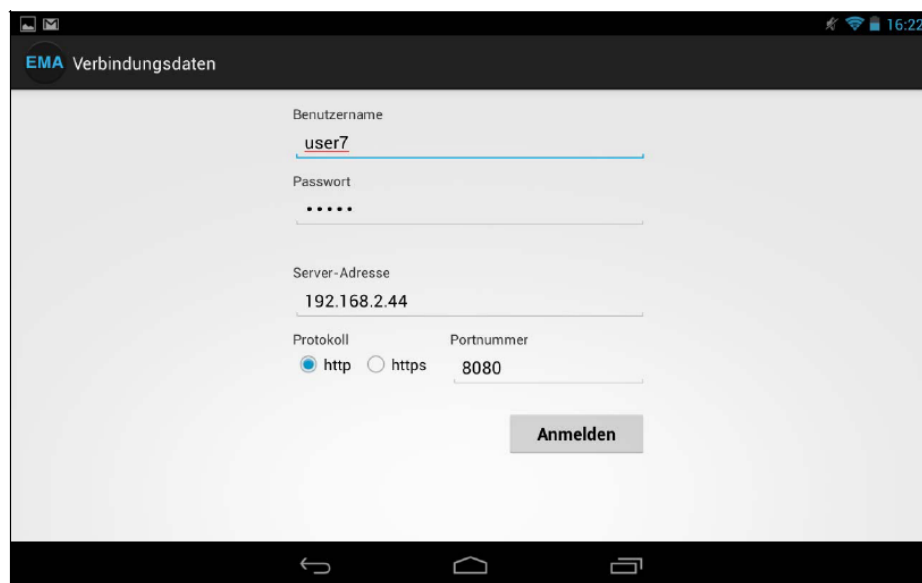 16:22
EMA Verbindungsdaten
Benutzername
user7
Passwort
•••••
Server-Adresse
192.168.2.44
Protokoll Portnummer
http https 8080
Anmelden